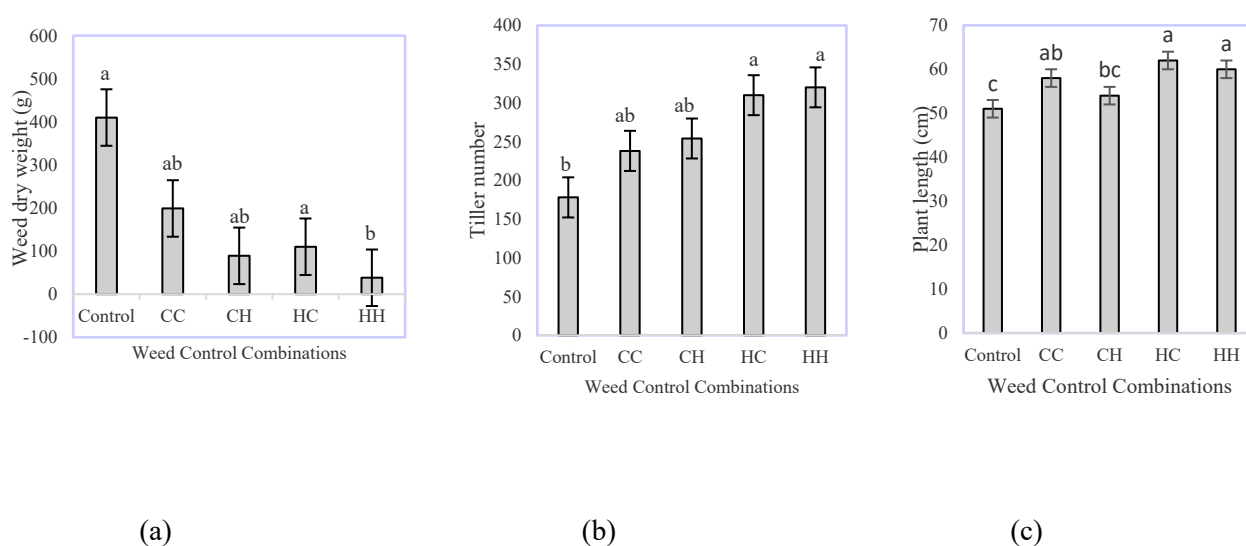 Weed dry weight (g)
600
500
400
300
200
100
0
-100
a
ab
ab
a
b
Control CC CH HC HH
Weed Control Combinations
(a)
Tiller number
400
350
300
250
200
150
100
50
0
b
ab
ab
a
a
Control CC CH HC HH
Weed Control Combinations
(b)
Plant length (cm)
70
60
50
40
30
20
10
0
c
ab
bc
a
a
Control CC CH HC HH
Weed Control Combinations
(c)